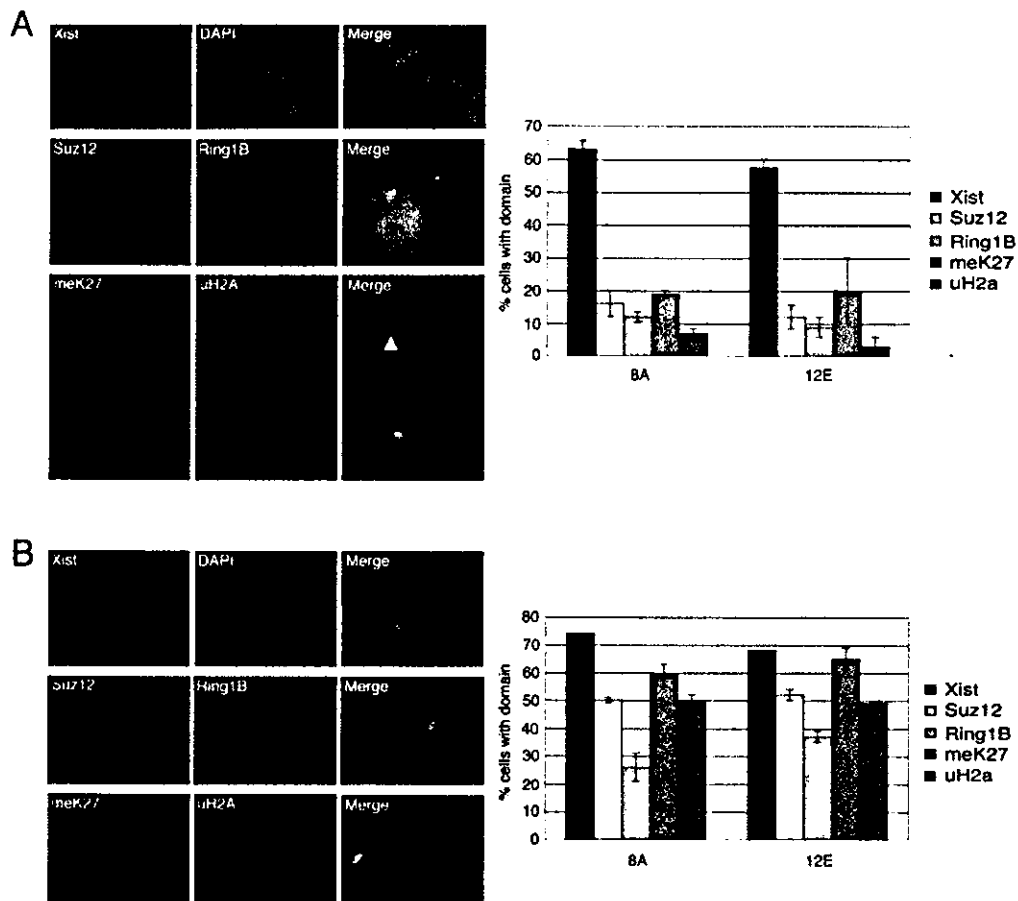 A
Xist DAPI Merge
Suz12 Ring1B Merge
meK27 uH2A Merge
% cells with domain
70
60
50
40
30
20
10
0
8A 12E
Xist
Suz12
Ring1B
meK27
uH2a
B
Xist DAPI Merge
Suz12 Ring1B Merge
meK27 uH2A Merge
% cells with domain
80
70
60
50
40
30
20
10
0
8A 12E
Xist
Suz12
Ring1B
meK27
uH2a